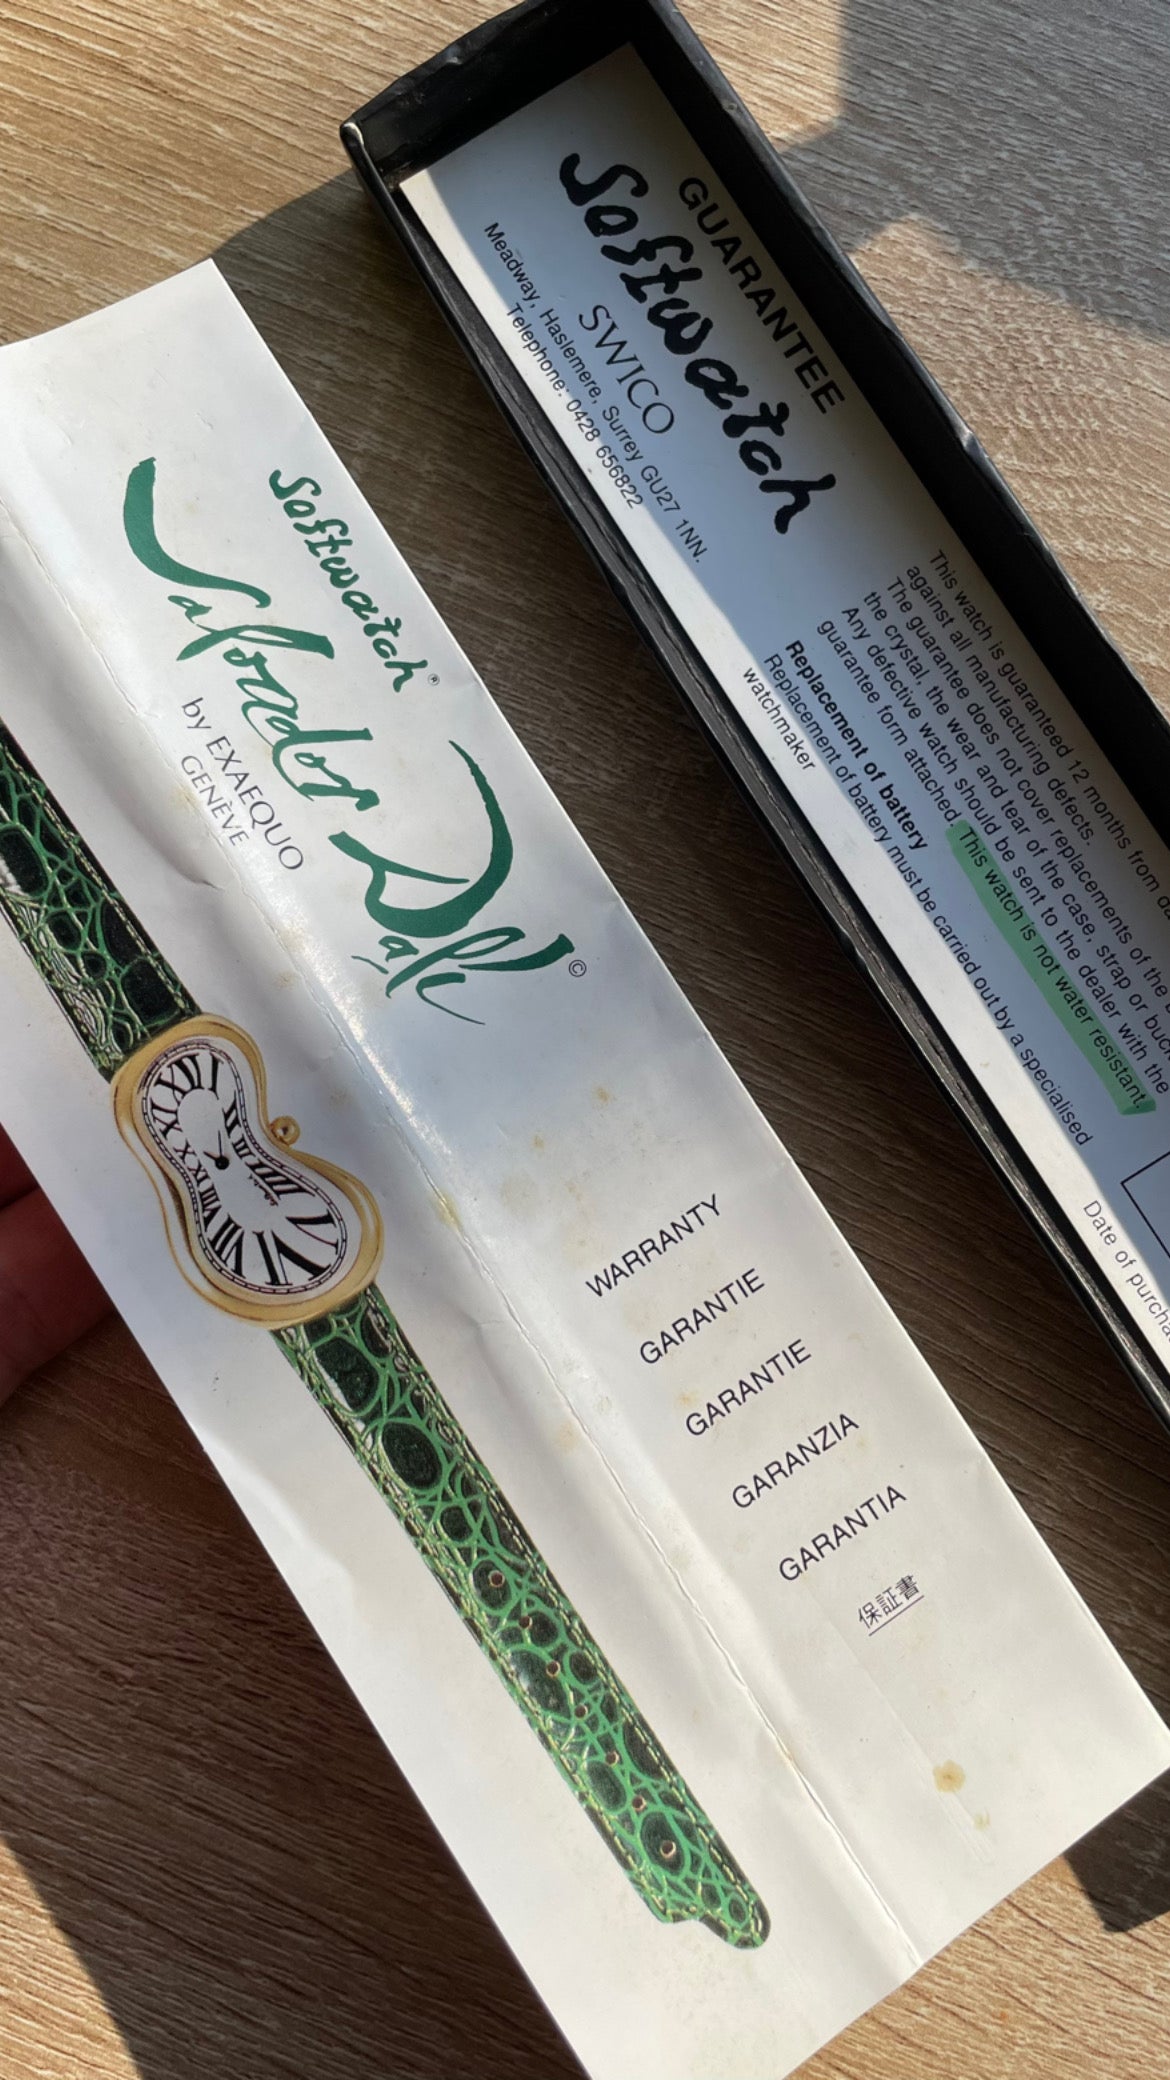 GUARANTEE
Softwatch
SWICO
Meadway, Haslemere, Surrey GU27 1NN.
Telephone: 0428 656822
This watch is guaranteed 12 months from
against all manufacturing defects.
The guarantee does not cover replacements of the
the crystal, the wear and tear of the case, strap or
Any defective watch should be sent to the dealer with the
guarantee form attached. This watch is not water resistant.
Replacement of battery
Replacement of battery must be carried out by a specialised
watchmaker
Date of
Softwatch®
Salvador Dali ©
by EXAEQUO
GENÈVE
WARRANTY
GARANTIE
GARANTIE
GARANZIA
GARANTIA
保証書